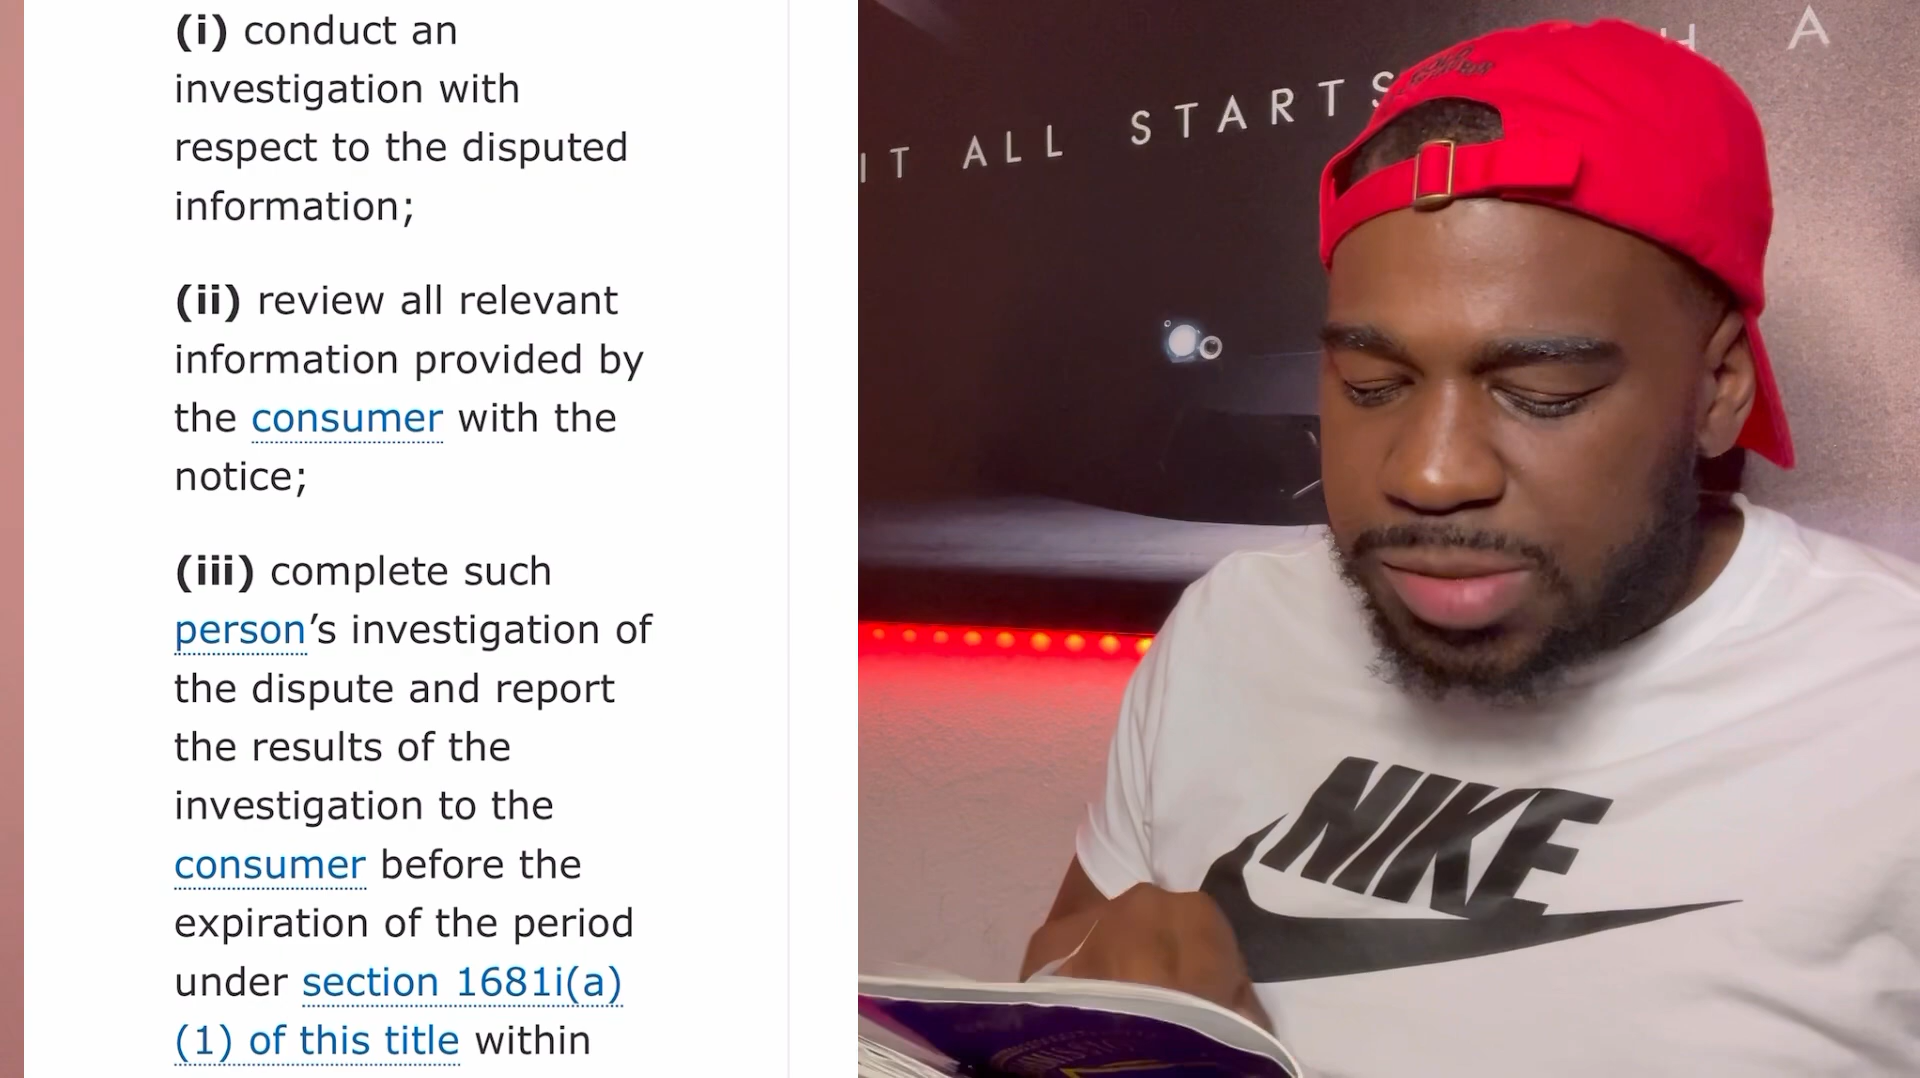 (i) conduct an
investigation with
respect to the disputed
information;
(ii) review all relevant
information provided by
the consumer with the
notice;
(iii) complete such
person’s investigation of
the dispute and report
the results of the
investigation to the
consumer before the
expiration of the period
under section 1681i(a)
(1) of this title within
IT ALL STARTS
H A
NIKE